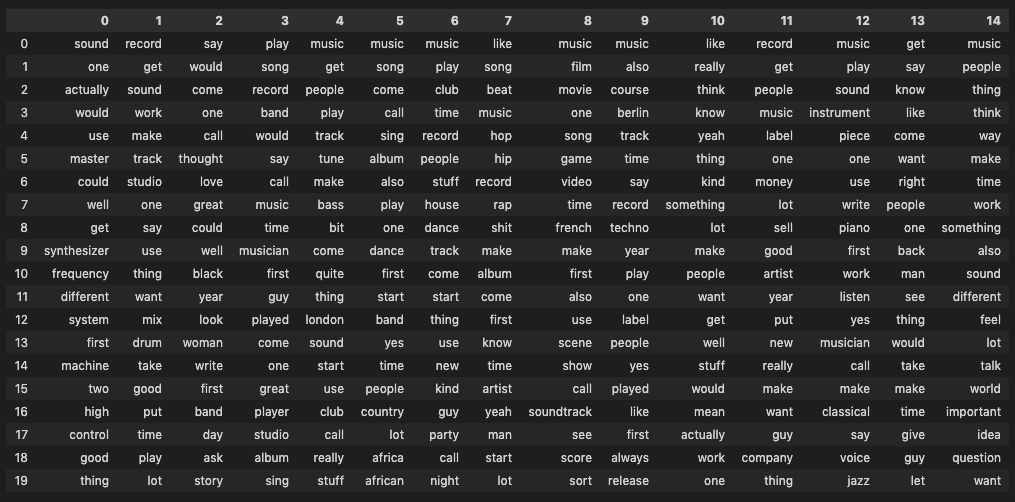 0 1 2 3 4 5 6 7 8 9 10 11 12 13 14
0 sound record say play music music music like music music like record music get music
1 one get would song get song play song film also really get play say people
2 actually sound come record people come club beat movie course think people sound know thing
3 would work one band play call time music one berlin know music instrument like think
4 use make call would track sing record hop song track yeah label piece come way
5 master track thought say tune album people hip game time thing one one want make
6 could studio love call make also stuff record video say kind money use right time
7 well one great music bass play house rap time record something lot write people work
8 get say could time bit one dance shit french techno lot sell piano one something
9 synthesizer use well musician come dance track make make year make good first back also
10 frequency thing black first quite first come album first play people artist work man sound
11 different want year guy thing start start come also one want year listen see different
12 system mix look played london band thing first use label get put yes thing feel
13 first drum woman come sound yes use know scene people well new musician would lot
14 machine take write one start time new time show yes stuff really call take talk
15 two good first great use people kind artist call played would make make make world
16 high put band player club country guy yeah soundtrack like mean want classical time important
17 control time day studio call lot party man see first actually guy say give idea
18 good play ask album really africa call start score always work company voice guy question
19 thing lot story sing stuff african night lot sort release one thing jazz let want